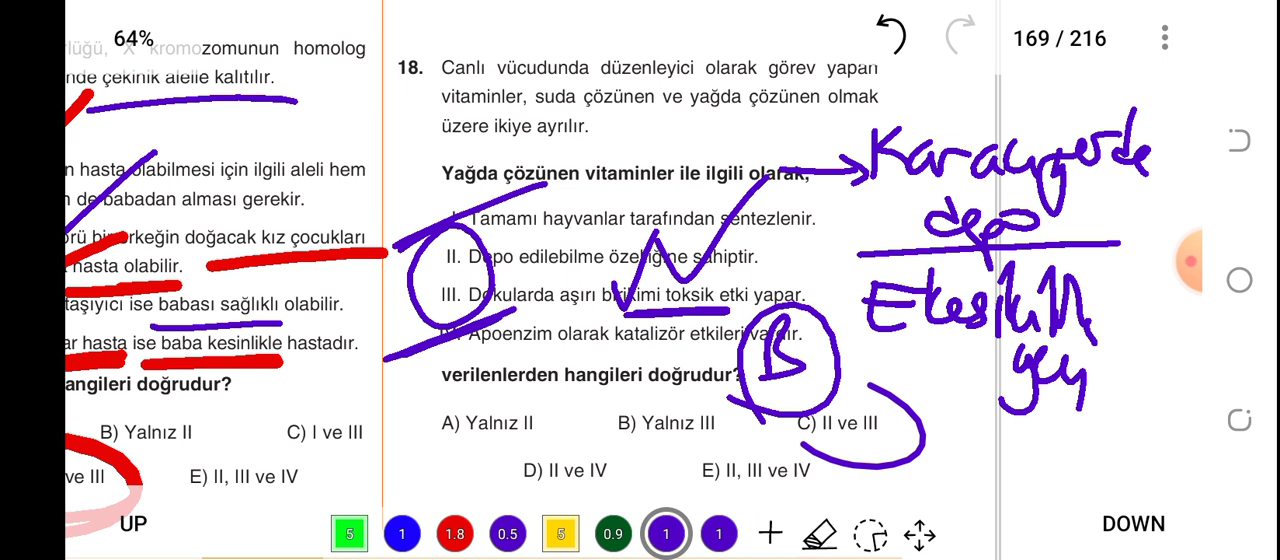 64%
169 / 216
rlüğü, X kromozomunun homolog
nde çekinik alelle kalıtılır.
n hasta olabilmesi için ilgili aleli hem
n de babadan alması gerekir.
rü bir erkeğin doğacak kız çocukları
hasta olabilir.
taşıyıcı ise babası sağlıklı olabilir.
ar hasta ise baba kesinlikle hastadır.
angileri doğrudur?
B) Yalnız II C) I ve III
ve III E) II, III ve IV
18. Canlı vücudunda düzenleyici olarak görev yapan
vitaminler, suda çözünen ve yağda çözünen olmak
üzere ikiye ayrılır.
Yağda çözünen vitaminler ile ilgili olarak,
I. Tamamı hayvanlar tarafından sentezlenir.
II. Depo edilebilme özelliğine sahiptir.
III. Dokularda aşırı birikimi toksik etki yapar.
IV. Apoenzim olarak katalizör etkileri vardır.
verilenlerden hangileri doğrudur?
A) Yalnız II B) Yalnız III C) II ve III
D) II ve IV E) II, III ve IV
Karaciğerde
depo
geç
B
UP
5 1 1.8 0.5 5 0.9 1 1
DOWN